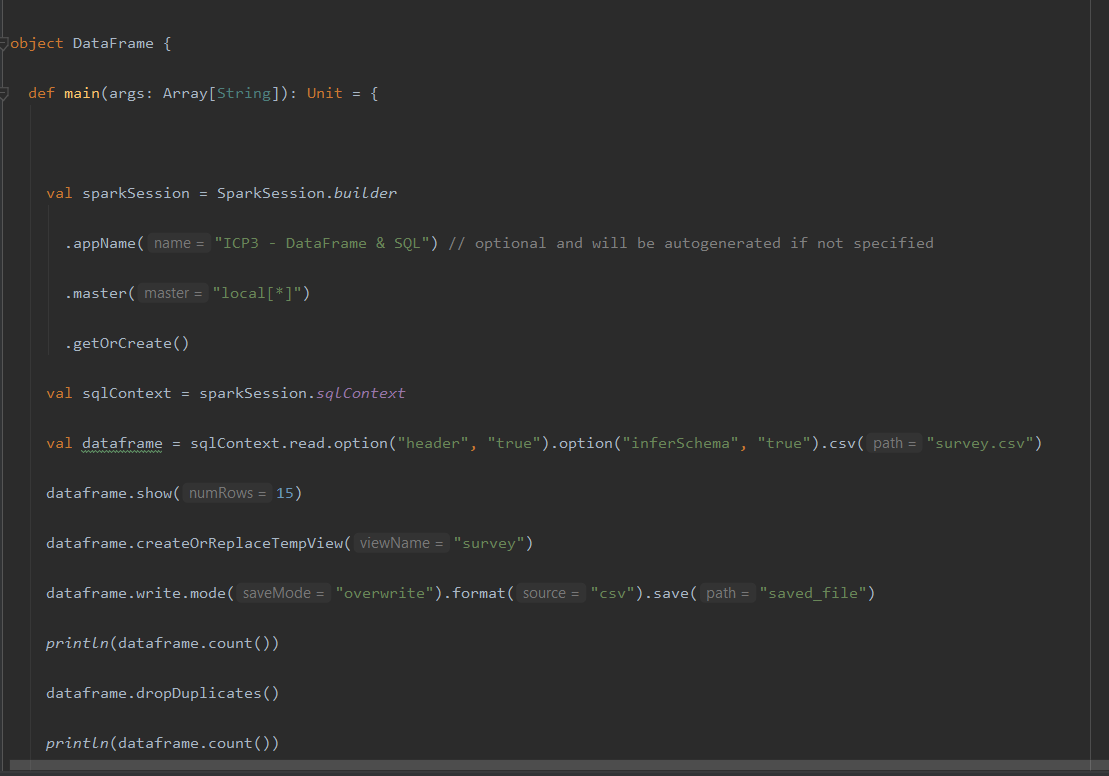 object DataFrame {
def main(args: Array[String]): Unit = {
val sparkSession = SparkSession.builder
.appName( name = "ICP3 - DataFrame & SQL") // optional and will be autogenerated if not specified
.master( master = "local[*]")
.getOrCreate()
val sqlContext = sparkSession.sqlContext
val dataframe = sqlContext.read.option("header", "true").option("inferSchema", "true").csv( path = "survey.csv")
dataframe.show( numRows = 15)
dataframe.createOrReplaceTempView( viewName = "survey")
dataframe.write.mode( saveMode = "overwrite").format( source = "csv").save( path = "saved_file")
println(dataframe.count())
dataframe.dropDuplicates()
println(dataframe.count())